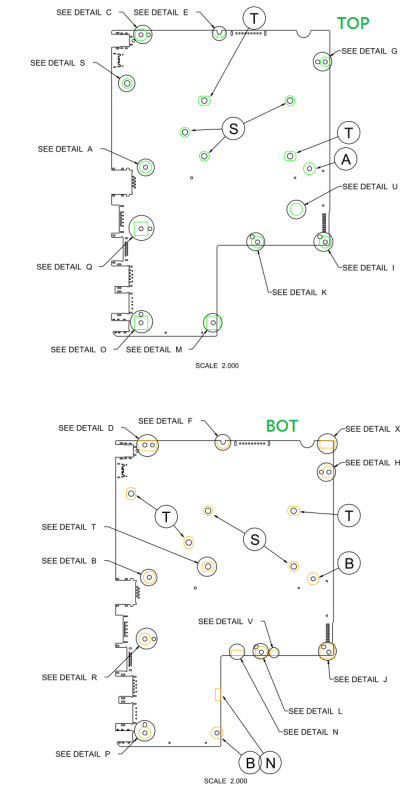 SEE DETAIL C
SEE DETAIL E
T
TOP
SEE DETAIL G
SEE DETAIL S
S
T
SEE DETAIL A
A
SEE DETAIL U
SEE DETAIL Q
SEE DETAIL I
SEE DETAIL K
SEE DETAIL O
SEE DETAIL M
SCALE 2.000
SEE DETAIL D
SEE DETAIL F
BOT
SEE DETAIL X
SEE DETAIL H
T
T
SEE DETAIL T
S
SEE DETAIL B
B
SEE DETAIL V
SEE DETAIL R
SEE DETAIL J
SEE DETAIL L
SEE DETAIL N
SEE DETAIL P
B
N
SCALE 2.000